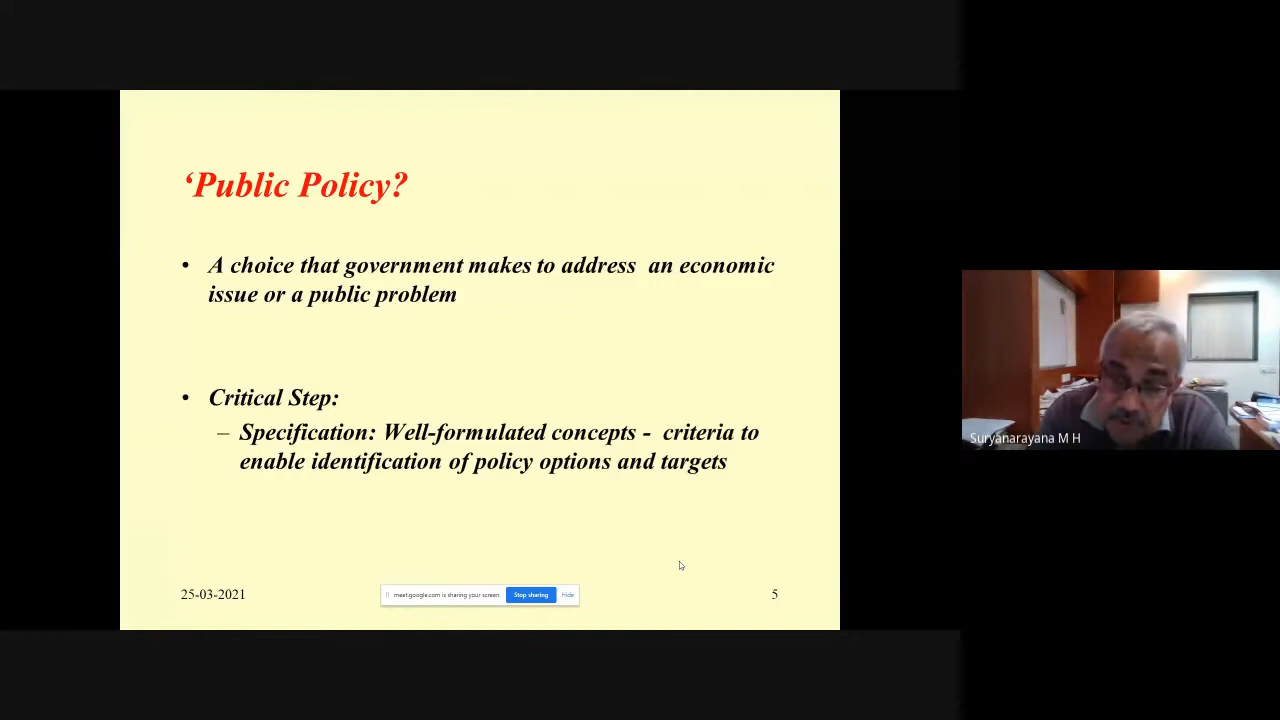 ‘Public Policy?
• A choice that government makes to address an economic
issue or a public problem
• Critical Step:
– Specification: Well-formulated concepts - criteria to
enable identification of policy options and targets
25-03-2021
meet.google.com is sharing your screen.
Stop sharing
Hide
5
Suryanarayana M H